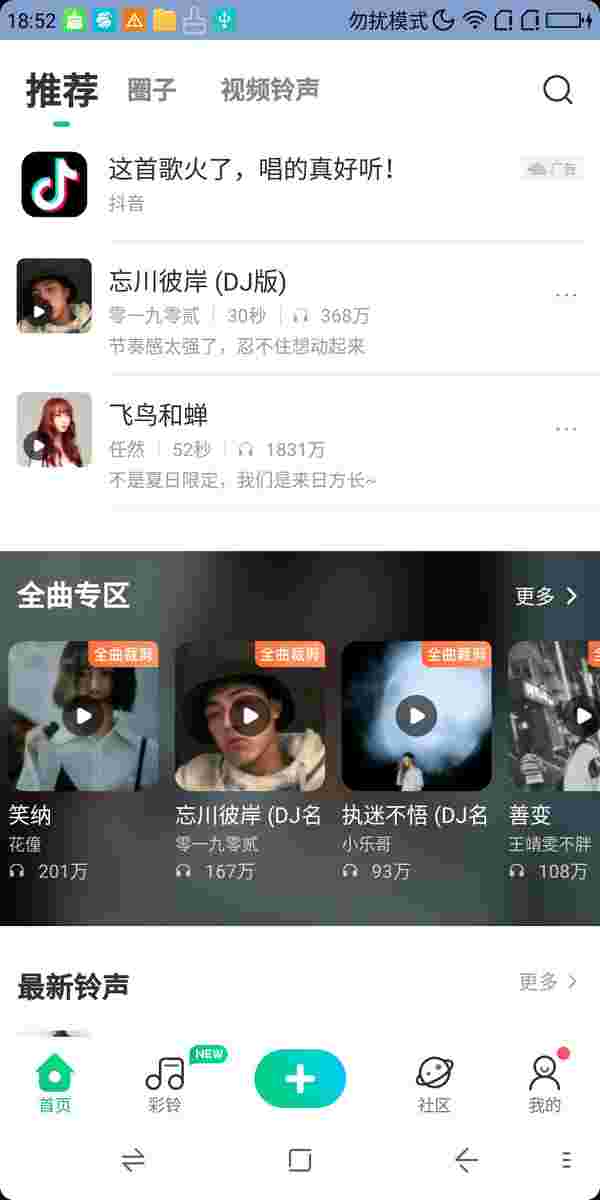 18:52 勿扰模式
推荐 圈子 视频铃声
这首歌火了，唱的真好听！
广告
抖音
忘川彼岸 (DJ版)
零一九零贰 30秒 368万
节奏感太强了，忍不住想动起来
飞鸟和蝉
任然 52秒 1831万
不是夏日限定，我们是来日方长~
全曲专区 更多
全曲裁剪 全曲裁剪 全曲裁剪
笑纳 忘川彼岸 (DJ名 执迷不悟 (DJ名 善变
花僮 零一九零贰 小乐哥 王靖雯不胖
201万 167万 93万 108万
最新铃声 更多
NEW
首页 彩铃 社区 我的